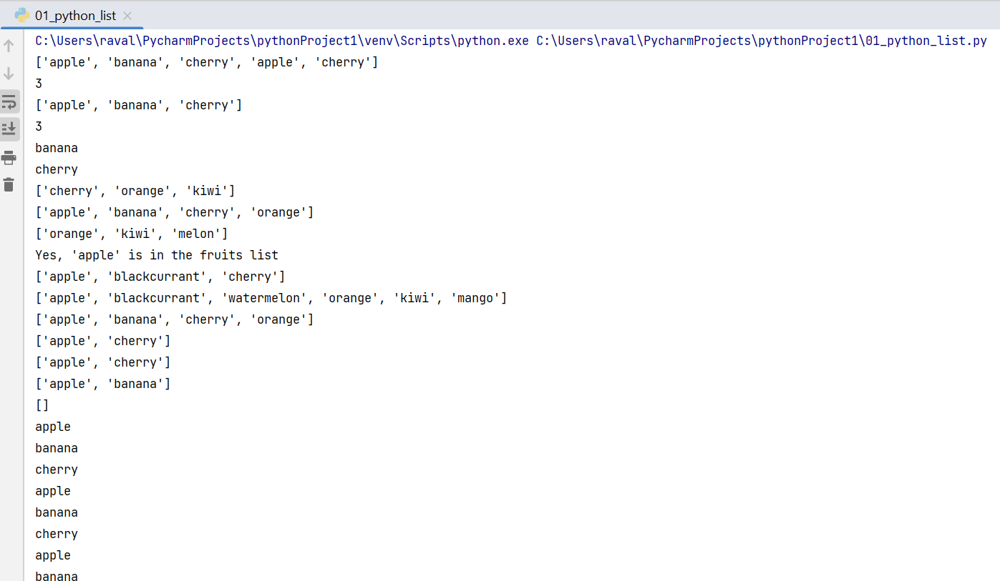 01_python_list
C:\Users\raval\PycharmProjects\pythonProject1\venv\Scripts\python.exe C:\Users\raval\PycharmProjects\pythonProject1\01_python_list.py
['apple', 'banana', 'cherry', 'apple', 'cherry']
3
['apple', 'banana', 'cherry']
3
banana
cherry
['cherry', 'orange', 'kiwi']
['apple', 'banana', 'cherry', 'orange']
['orange', 'kiwi', 'melon']
Yes, 'apple' is in the fruits list
['apple', 'blackcurrant', 'cherry']
['apple', 'blackcurrant', 'watermelon', 'orange', 'kiwi', 'mango']
['apple', 'banana', 'cherry', 'orange']
['apple', 'cherry']
['apple', 'cherry']
['apple', 'banana']
[]
apple
banana
cherry
apple
banana
cherry
apple
banana